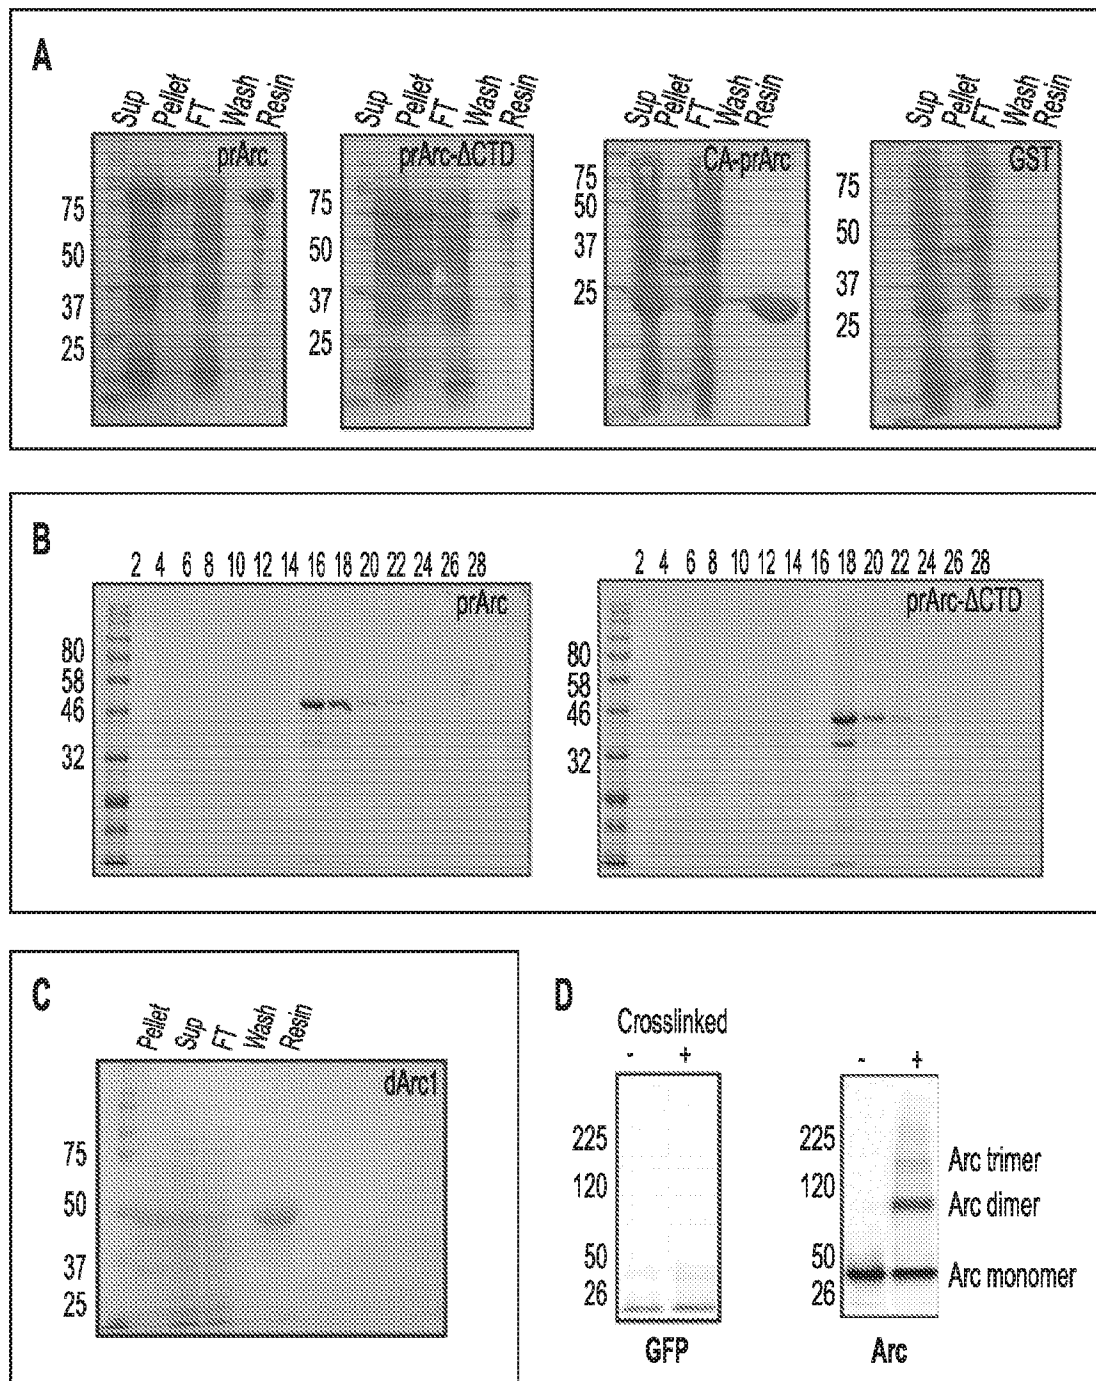 A
Sup Pellet FT Wash Resin
prArc
75
50
37
25
Sup Pellet FT Wash Resin
prArc-ΔCTD
75
50
37
25
Sup Pellet FT Wash Resin
CA-prArc
75
50
37
25
Sup Pellet FT Wash Resin
GST
75
50
37
25
B
2 4 6 8 10 12 14 16 18 20 22 24 26 28
prArc
80
58
46
32
2 4 6 8 10 12 14 16 18 20 22 24 26 28
prArc-ΔCTD
80
58
46
32
C
Pellet Sup FT Wash Resin
dArc1
75
50
37
25
D
Crosslinked
- +
225
120
50
26
GFP
- +
225
120
50
26
Arc trimer
Arc dimer
Arc monomer
Arc